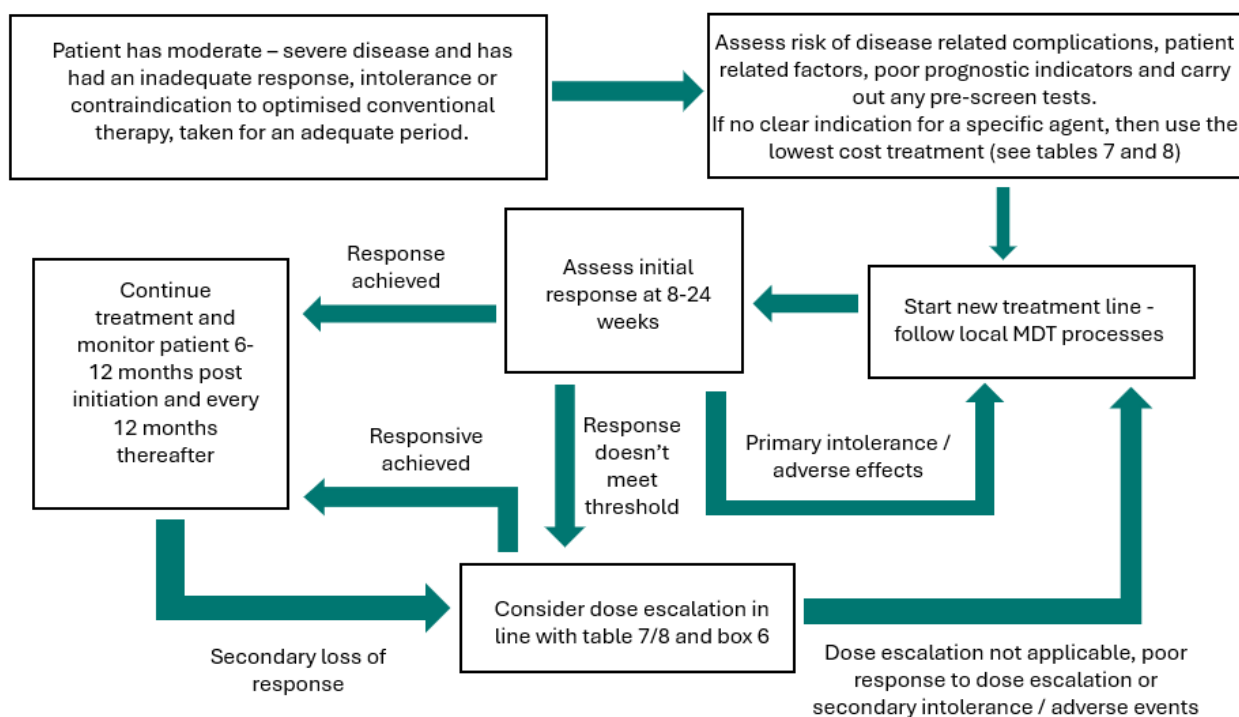 Patient has moderate – severe disease and has
had an inadequate response, intolerance or
contraindication to optimised conventional
therapy, taken for an adequate period.
Assess risk of disease related complications, patient
related factors, poor prognostic indicators and carry
out any pre-screen tests.
If no clear indication for a specific agent, then use the
lowest cost treatment (see tables 7 and 8)
Start new treatment line -
follow local MDT processes
Assess initial
response at 8-24
weeks
Response
achieved
Continue
treatment and
monitor patient 6-
12 months post
initiation and every
12 months
thereafter
Responsive
achieved
Response
doesn’t
meet
threshold
Primary intolerance /
adverse effects
Consider dose escalation in
line with table 7/8 and box 6
Secondary loss of
response
Dose escalation not applicable, poor
response to dose escalation or
secondary intolerance / adverse events